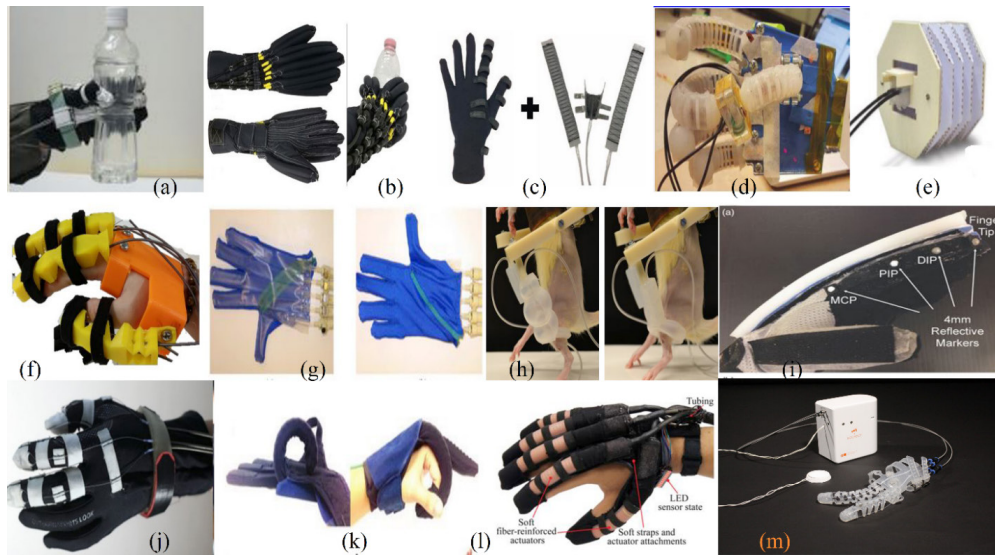 (a)
(b)
(c)
(d)
(e)
(f)
(g)
(h)
(a)
Finge
Tip
DIP
PIP
MCP
4mm
Reflective
Markers
(i)
(j)
(k)
Tubing
LED
sensor
state
Soft
fiber-reinforced
actuators
Soft straps and
actuator attachments
(l)
(m)